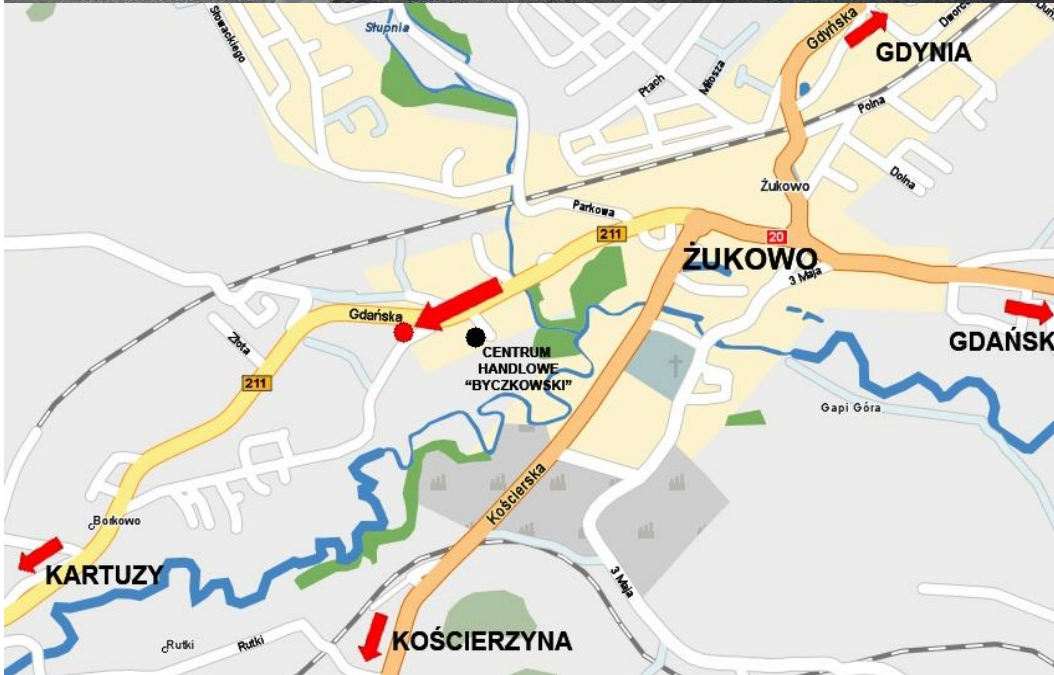 Słowackiego
Słupnia
Gdyńska
GDYNIA
Ptach
Miłosza
Polna
Dolna
Żukowo
Parkowa
211
20
ŻUKOWO
3 Maja
Gdańska
GDAŃSK
Złota
CENTRUM
HANDLOWE
“BYCZKOWSKI”
211
Gapi Góra
Kościerska
Borkowo
KARTUZY
3 Maja
Rutki
Rutki
KOŚCIERZYNA